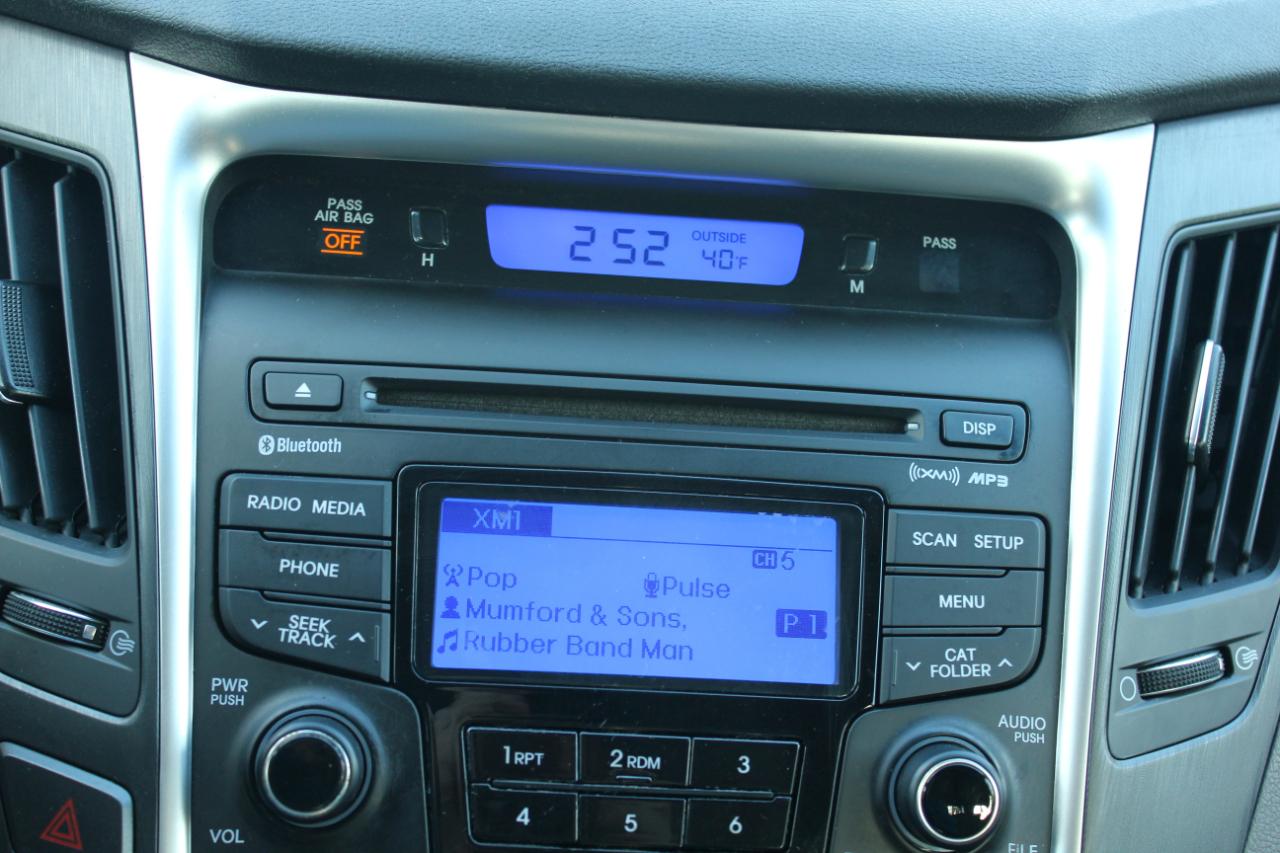 PASS
AIR BAG
OFF
H
2 52
OUTSIDE
40°F
M
PASS
DISP
Bluetooth
((XM)) MP3
RADIO MEDIA
PHONE
SEEK
TRACK
SCAN SETUP
MENU
CAT
FOLDER
XM1
CH 5
Pop Pulse
Mumford & Sons,
P 1
Rubber Band Man
PWR
PUSH
VOL
1 RPT
2 RDM
3
4
5
6
AUDIO
PUSH
FILE